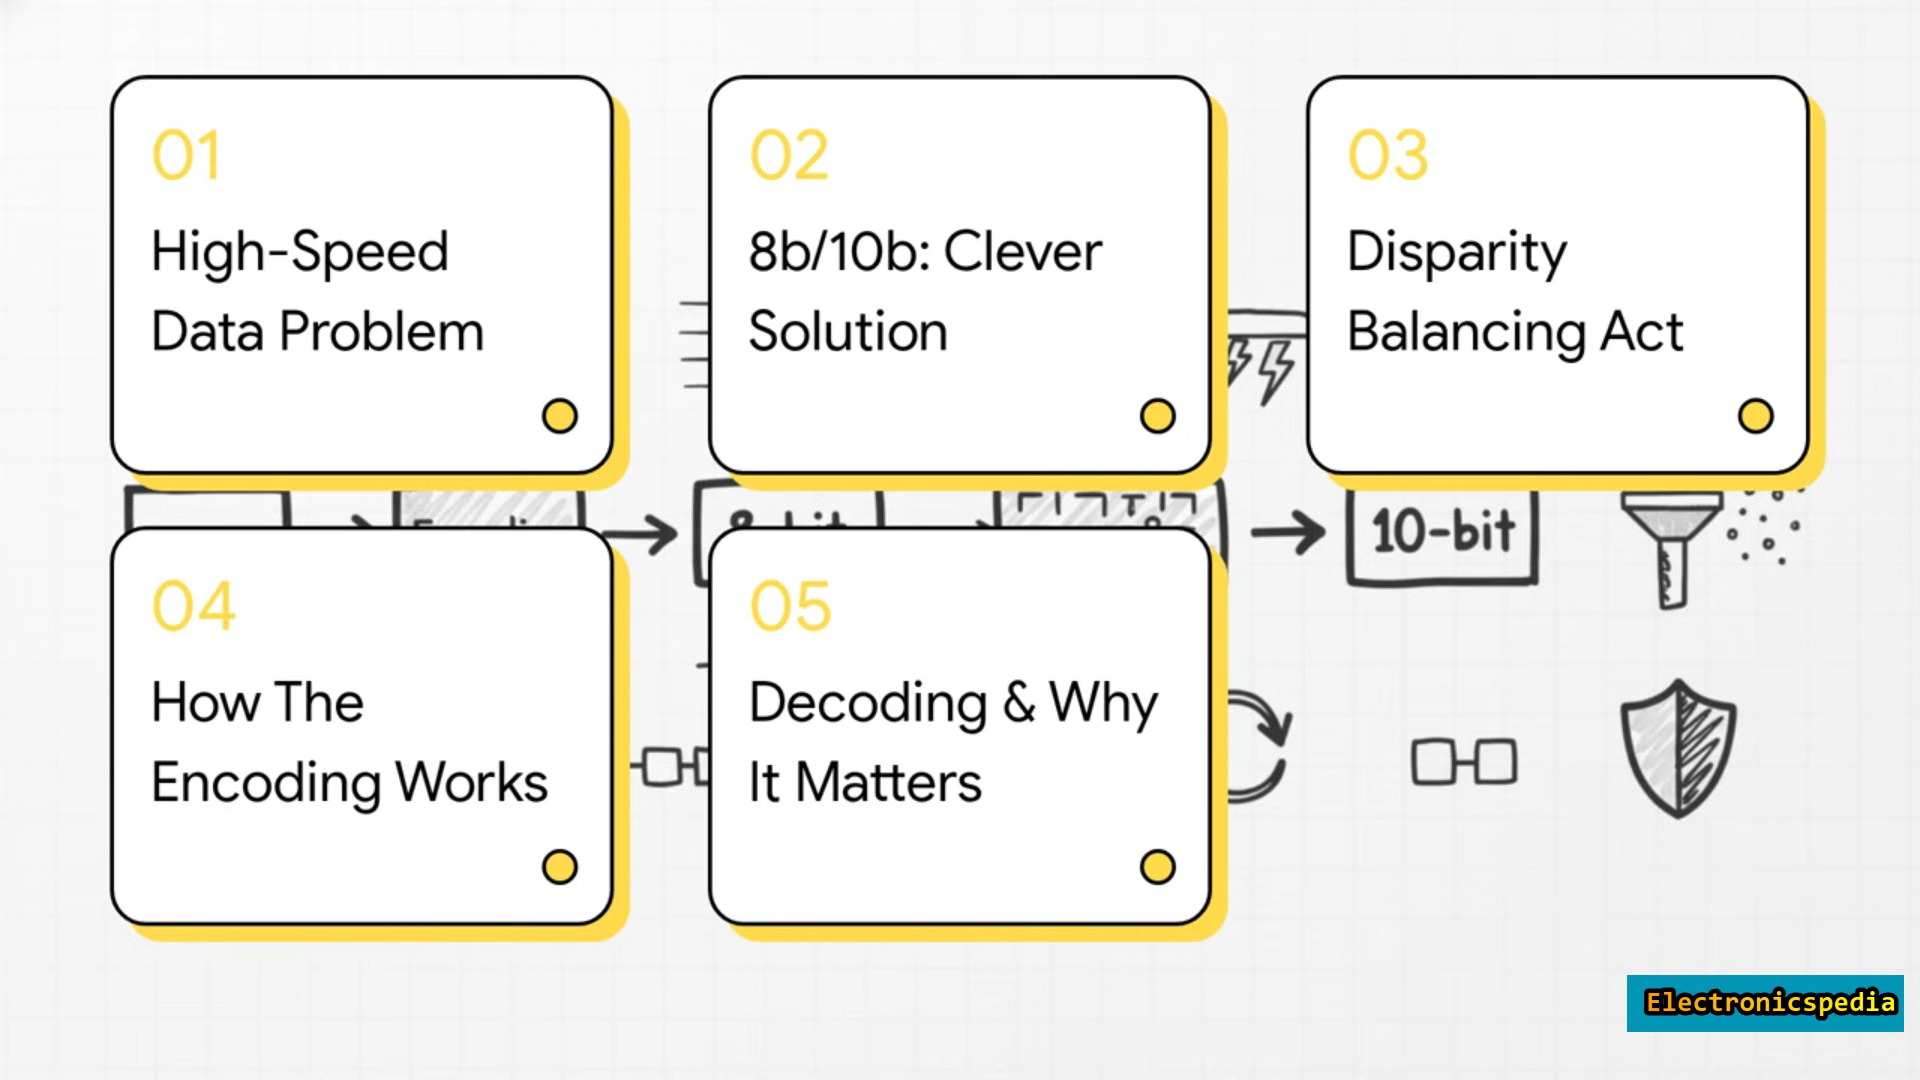 01
High-Speed
Data Problem
02
8b/10b: Clever
Solution
03
Disparity
Balancing Act
10-bit
04
How The
Encoding Works
05
Decoding & Why
It Matters
Electronicspedia